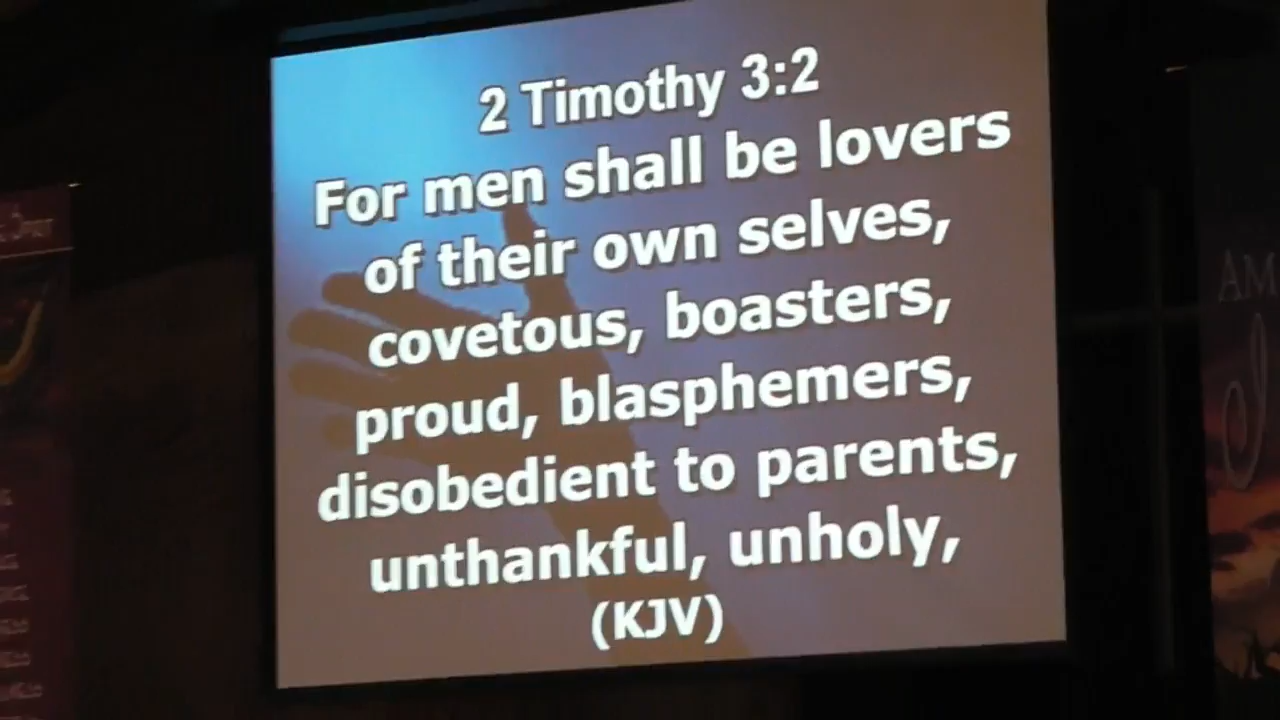 2 Timothy 3:2
For men shall be lovers
of their own selves,
covetous, boasters,
proud, blasphemers,
disobedient to parents,
unthankful, unholy,
(KJV)
AM